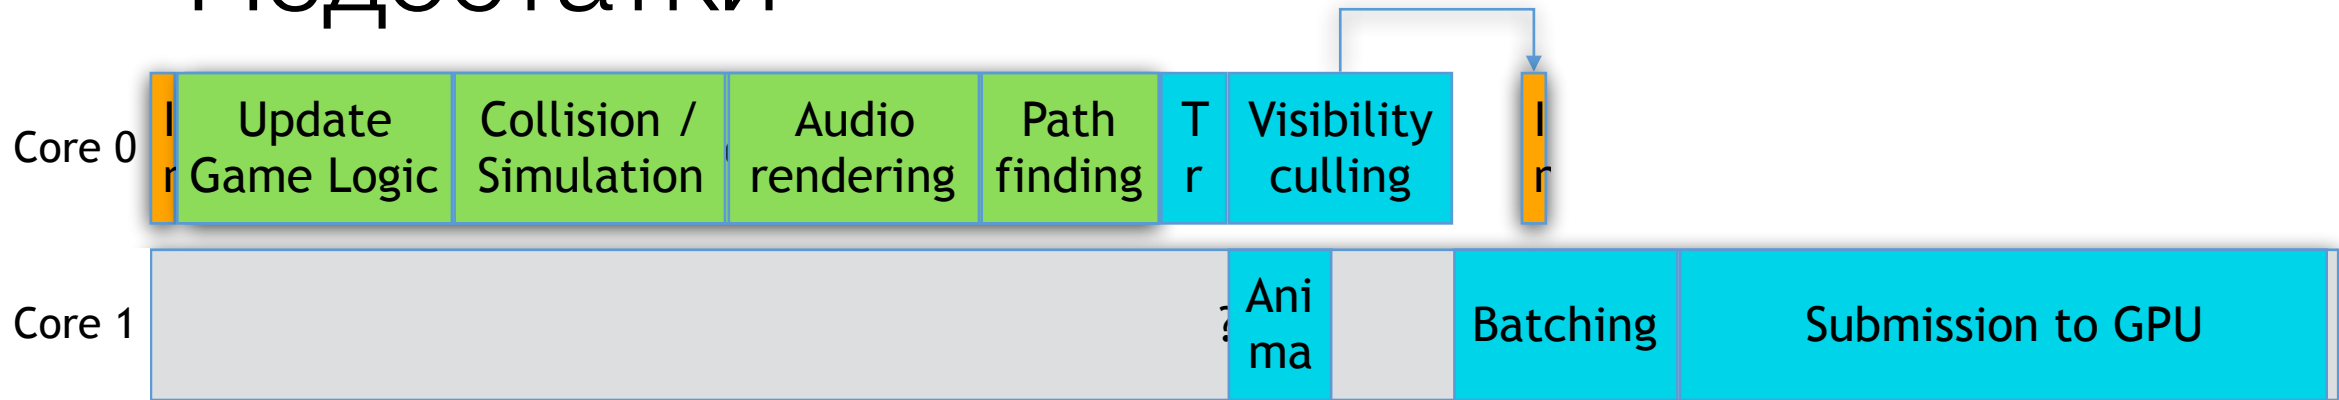 Недостатки
Core 0
I
n
Update
Game Logic
Collision /
Simulation
Audio
rendering
Path
finding
T
r
Visibility
culling
I
n
Core 1
?
Ani
ma
Batching
Submission to GPU